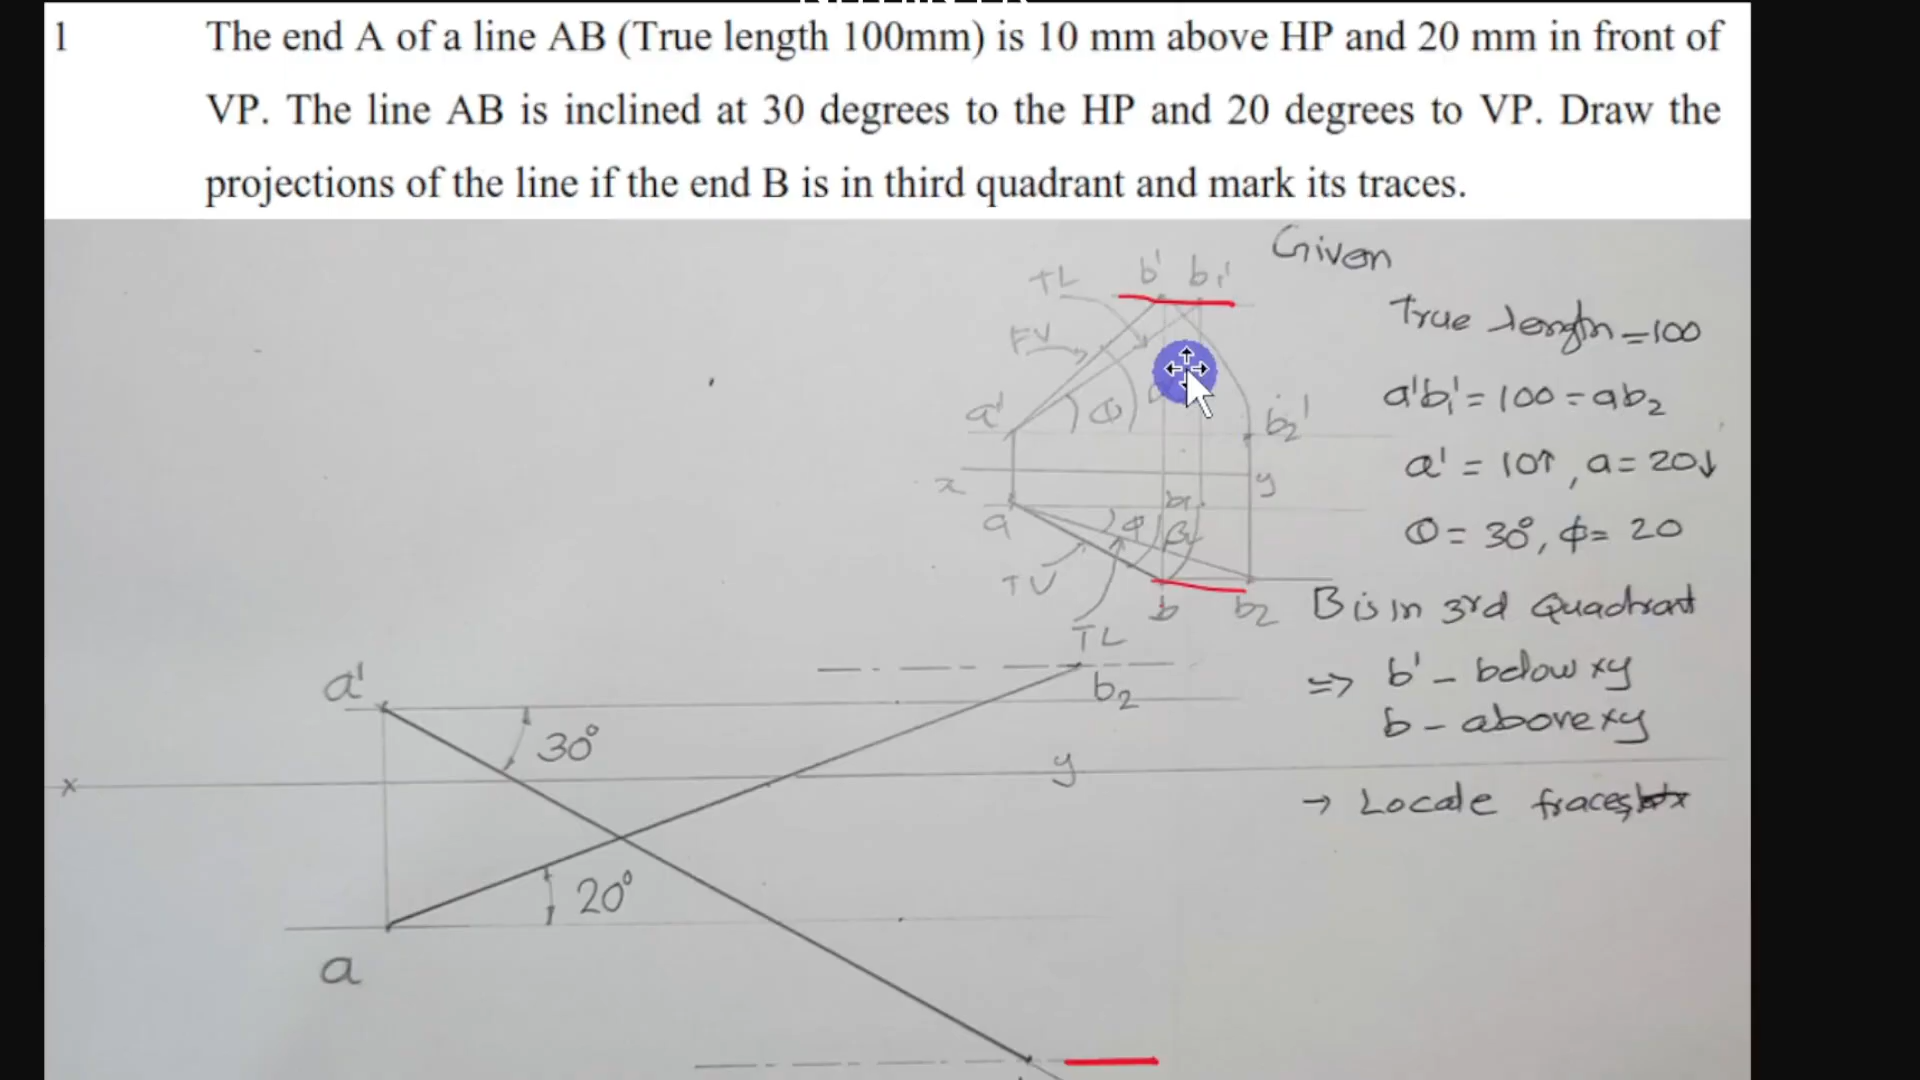 1 The end A of a line AB (True length 100mm) is 10 mm above HP and 20 mm in front of
VP. The line AB is inclined at 30 degrees to the HP and 20 degrees to VP. Draw the
projections of the line if the end B is in third quadrant and mark its traces.
Given
TL b' b1'
FV
True length = 100
a' Φ b2'
a'b1' = 100 = ab2
a' = 10↑, a = 20↓
x y
b1
a Φ β
θ = 30°, Φ = 20
TV
b b2
B is in 3rd Quadrant
TL
a' b2
=> b' - below xy
b - above xy
30°
x y
→ Locate traces
20°
a